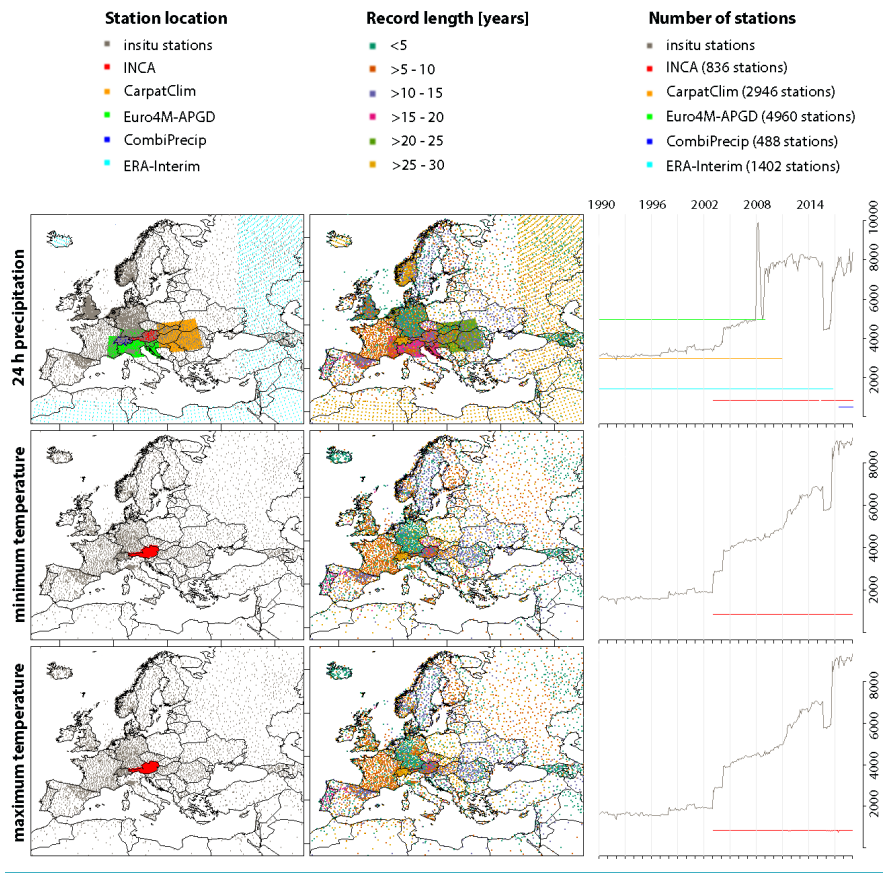 Station location
insitu stations
INCA
CarpatClim
Euro4M-APGD
CombiPrecip
ERA-Interim
Record length [years]
<5
>5 - 10
>10 - 15
>15 - 20
>20 - 25
>25 - 30
Number of stations
insitu stations
INCA (836 stations)
CarpatClim (2946 stations)
Euro4M-APGD (4960 stations)
CombiPrecip (488 stations)
ERA-Interim (1402 stations)
1990 1996 2002 2008 2014
24 h precipitation
10000
8000
6000
4000
2000
minimum temperature
8000
6000
4000
2000
maximum temperature
8000
6000
4000
2000